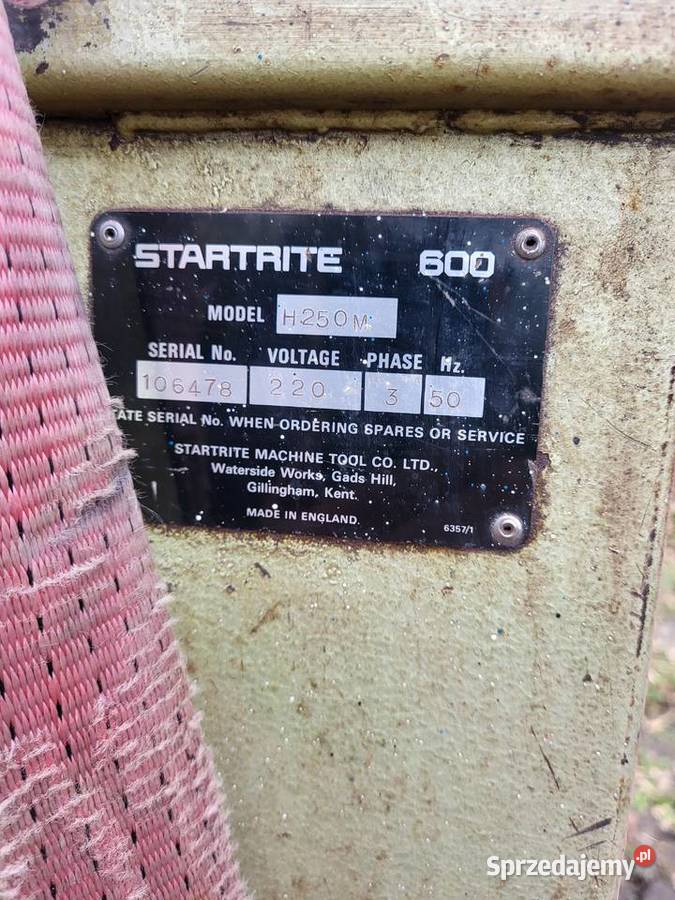 STARTRITE 600
MODEL H250M
SERIAL No. VOLTAGE PHASE Hz.
106478 220 3 50
ATE SERIAL No. WHEN ORDERING SPARES OR SERVICE
STARTRITE MACHINE TOOL CO. LTD.,
Waterside Works, Gads Hill,
Gillingham, Kent.
MADE IN ENGLAND. 6357/1
Sprzedajemy.pl